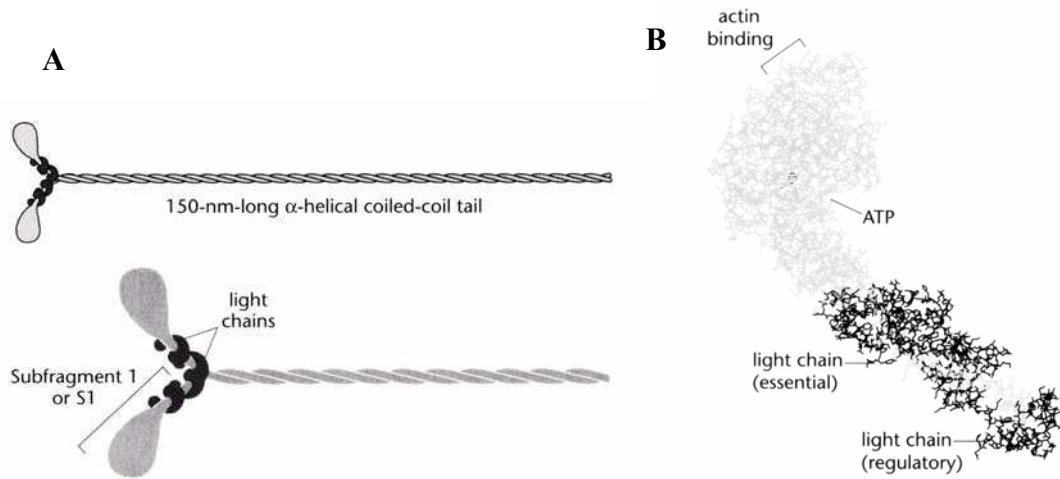 A
150-nm-long α-helical coiled-coil tail
light
chains
Subfragment 1
or S1
B
actin
binding
ATP
light chain
(essential)
light chain
(regulatory)